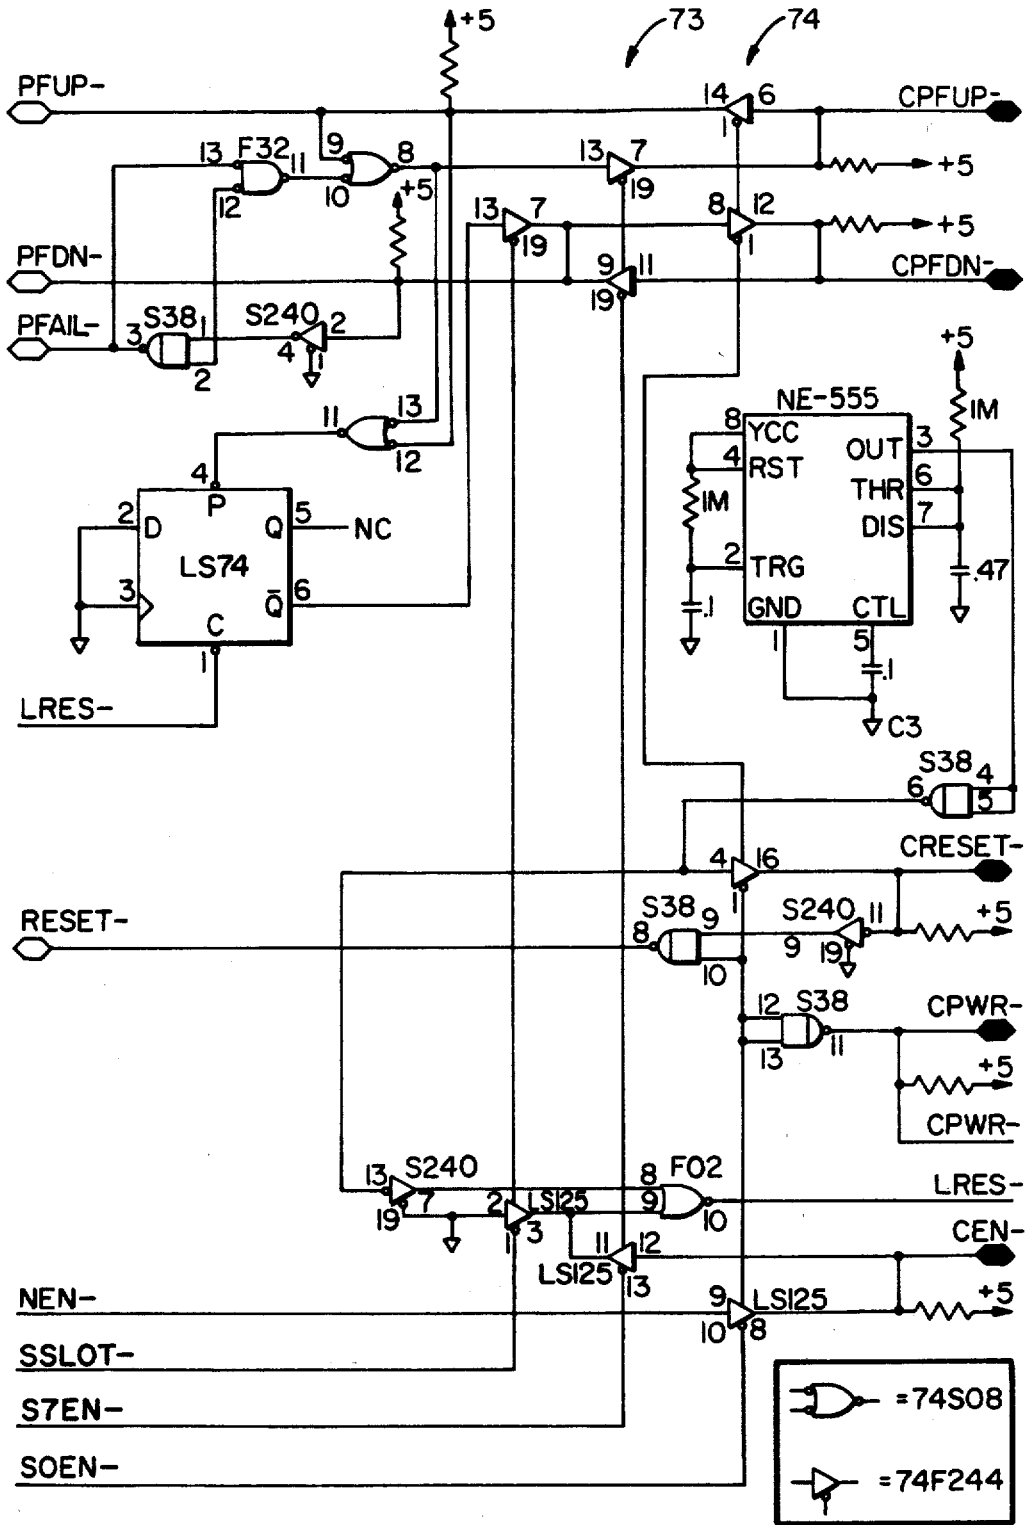 73
74
+5
PFUP-
14
6
CPFUP-
1
9
8
13
F32
11
10
12
13
7
19
+5
+5
13
7
19
8
12
1
+5
PFDN-
9
11
19
CPFDN-
PFAIL-
3
S38
1
2
S240
4
1
2
+5
11
13
12
NE-555
1M
8
YCC
OUT
3
4
RST
THR
6
1M
DIS
7
2
TRG
.47
.1
GND
CTL
1
5
.1
C3
4
P
2
D
Q
5
NC
LS74
3
Q̄
6
C
1
LRES-
S38
6
4
5
4
16
1
CRESET-
RESET-
S38
8
9
10
S240
9
11
19
+5
12
S38
13
11
CPWR-
+5
CPWR-
13
S240
7
19
2
LS125
3
1
8
F02
9
10
LRES-
11
12
LS125
13
CEN-
NEN-
9
LS125
10
8
+5
SSLOT-
S7EN-
SOEN-
=74S08
=74F244